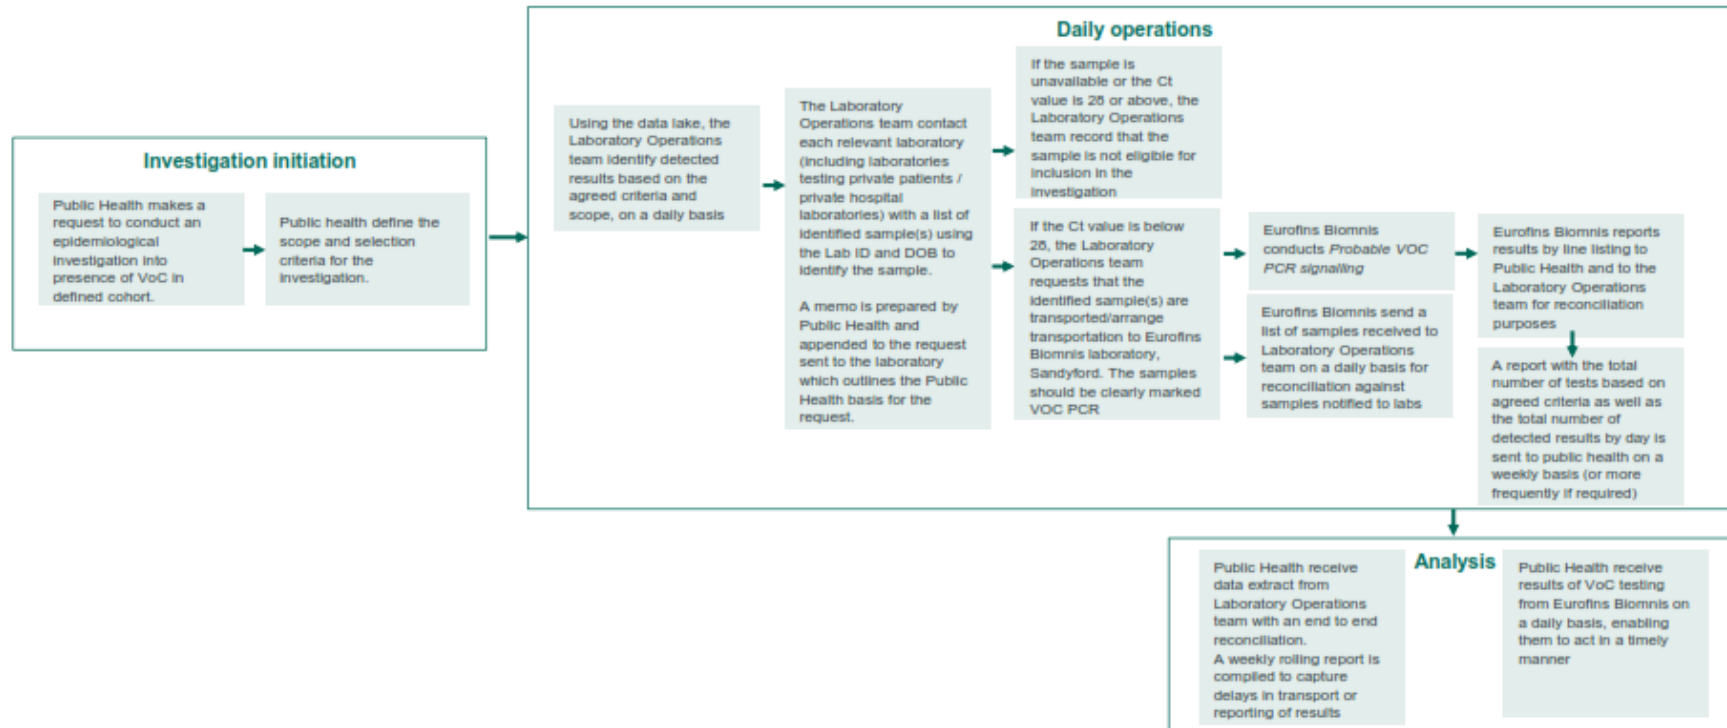 Investigation initiation
Public Health makes a
request to conduct an
epidemiological
investigation into
presence of VoC in
defined cohort.
Public health define the
scope and selection
criteria for the
investigation.
Daily operations
Using the data lake, the
Laboratory Operations
team identify detected
results based on the
agreed criteria and
scope, on a daily basis
The Laboratory
Operations team contact
each relevant laboratory
(including laboratories
testing private patients /
private hospital
laboratories) with a list of
identified sample(s) using
the Lab ID and DOB to
identify the sample.
A memo is prepared by
Public Health and
appended to the request
sent to the laboratory
which outlines the Public
Health basis for the
request.
If the sample is
unavailable or the Ct
value is 28 or above, the
Laboratory Operations
team record that the
sample is not eligible for
inclusion in the
investigation
If the Ct value is below
28, the Laboratory
Operations team
requests that the
identified sample(s) are
transported/arrange
transportation to Eurofins
Biomnis laboratory,
Sandyford. The samples
should be clearly marked
VOC PCR
Eurofins Biomnis
conducts Probable VOC
PCR signalling
Eurofins Biomnis send a
list of samples received to
Laboratory Operations
team on a daily basis for
reconciliation against
samples notified to labs
Eurofins Biomnis reports
results by line listing to
Public Health and to the
Laboratory Operations
team for reconciliation
purposes
A report with the total
number of tests based on
agreed criteria as well as
the total number of
detected results by day is
sent to public health on a
weekly basis (or more
frequently if required)
Analysis
Public Health receive
data extract from
Laboratory Operations
team with an end to end
reconciliation.
A weekly rolling report is
compiled to capture
delays in transport or
reporting of results
Public Health receive
results of VoC testing
from Eurofins Biomnis on
a daily basis, enabling
them to act in a timely
manner